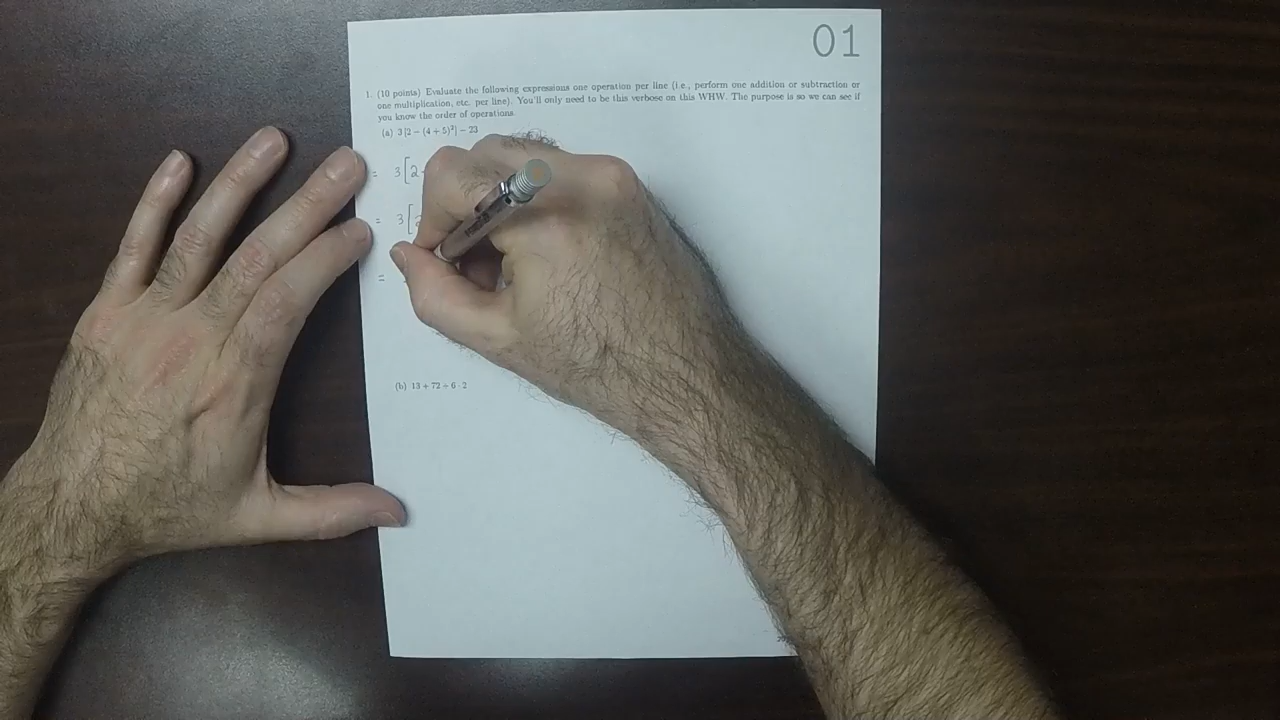 01
1. (10 points) Evaluate the following expressions one operation per line (i.e., perform one addition or subtraction or
one multiplication, etc. per line). You'll only need to be this verbose on this WHW. The purpose is so we can see if
you know the order of operations.
(a) 3[2 − (4 + 5)²] − 23
= 3[2
= 3[
=
(b) 13 + 72 ÷ 6 · 2